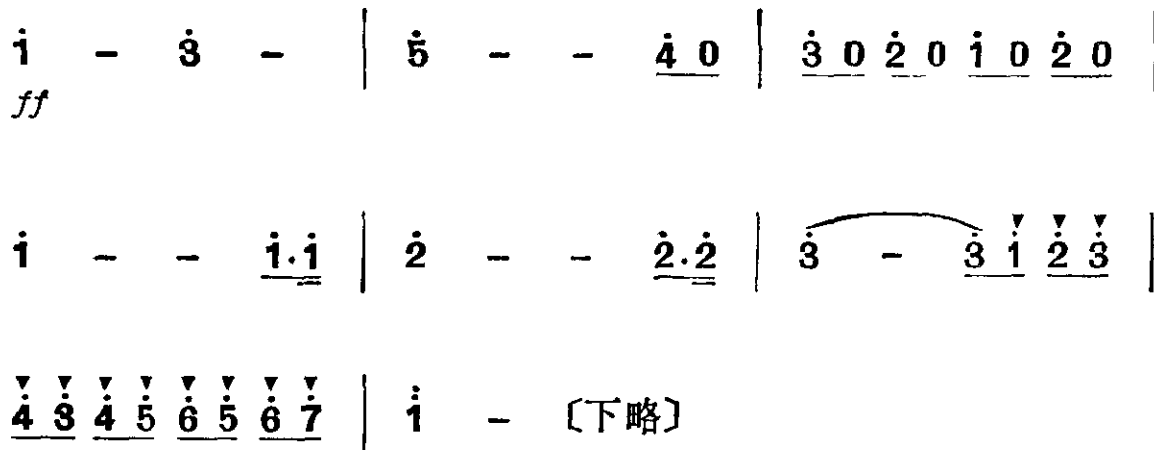 i̇ - 3̇ - | 5̇ - - 4̇ 0 | 3̇ 0 2̇ 0 1̇ 0 2̇ 0 |
ff
1̇ - - 1̇·1̇ | 2̇ - - 2̇·2̇ | 3̇ - 3̇ 1̇ 2̇ 3̇ |
4̇ 3̇ 4̇ 5̇ 6̇ 5̇ 6̇ 7̇ | 1̇ - 〔下略〕